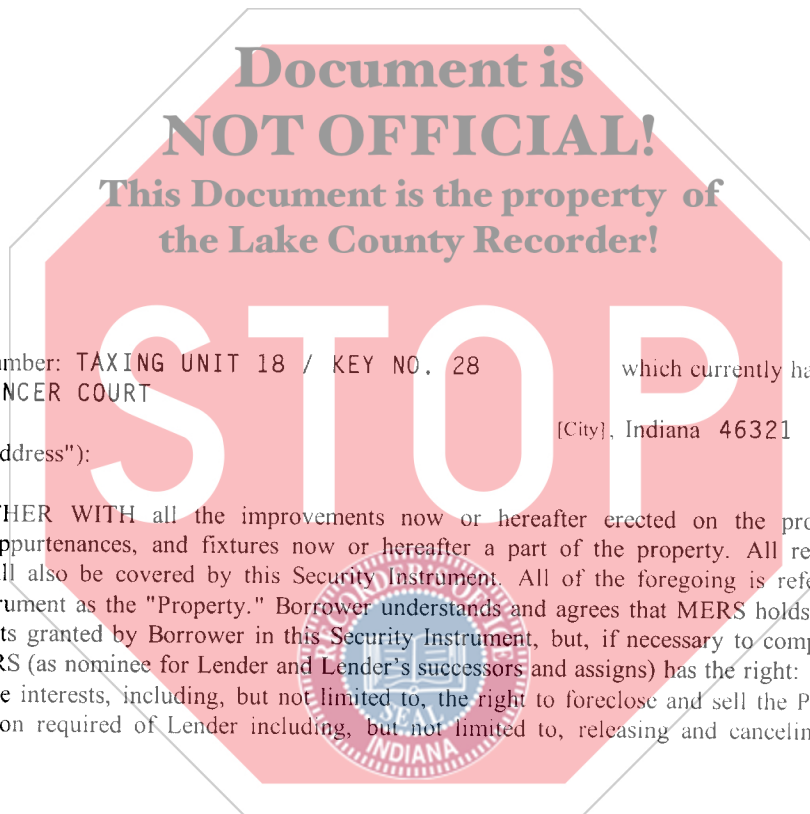 Document is
NOT OFFICIAL!
This Document is the property of
the Lake County Recorder!
STOP
umber: TAXING UNIT 18 / KEY NO. 28 which currently ha
NCER COURT
[City], Indiana 46321
ddress"):
THER WITH all the improvements now or hereafter erected on the pro
ppurtenances, and fixtures now or hereafter a part of the property. All re
ll also be covered by this Security Instrument. All of the foregoing is refe
rument as the "Property." Borrower understands and agrees that MERS holds
ts granted by Borrower in this Security Instrument, but, if necessary to comp
RS (as nominee for Lender and Lender's successors and assigns) has the right:
e interests, including, but not limited to, the right to foreclose and sell the P
on required of Lender including, but not limited to, releasing and cancelin
SEAL
INDIANA